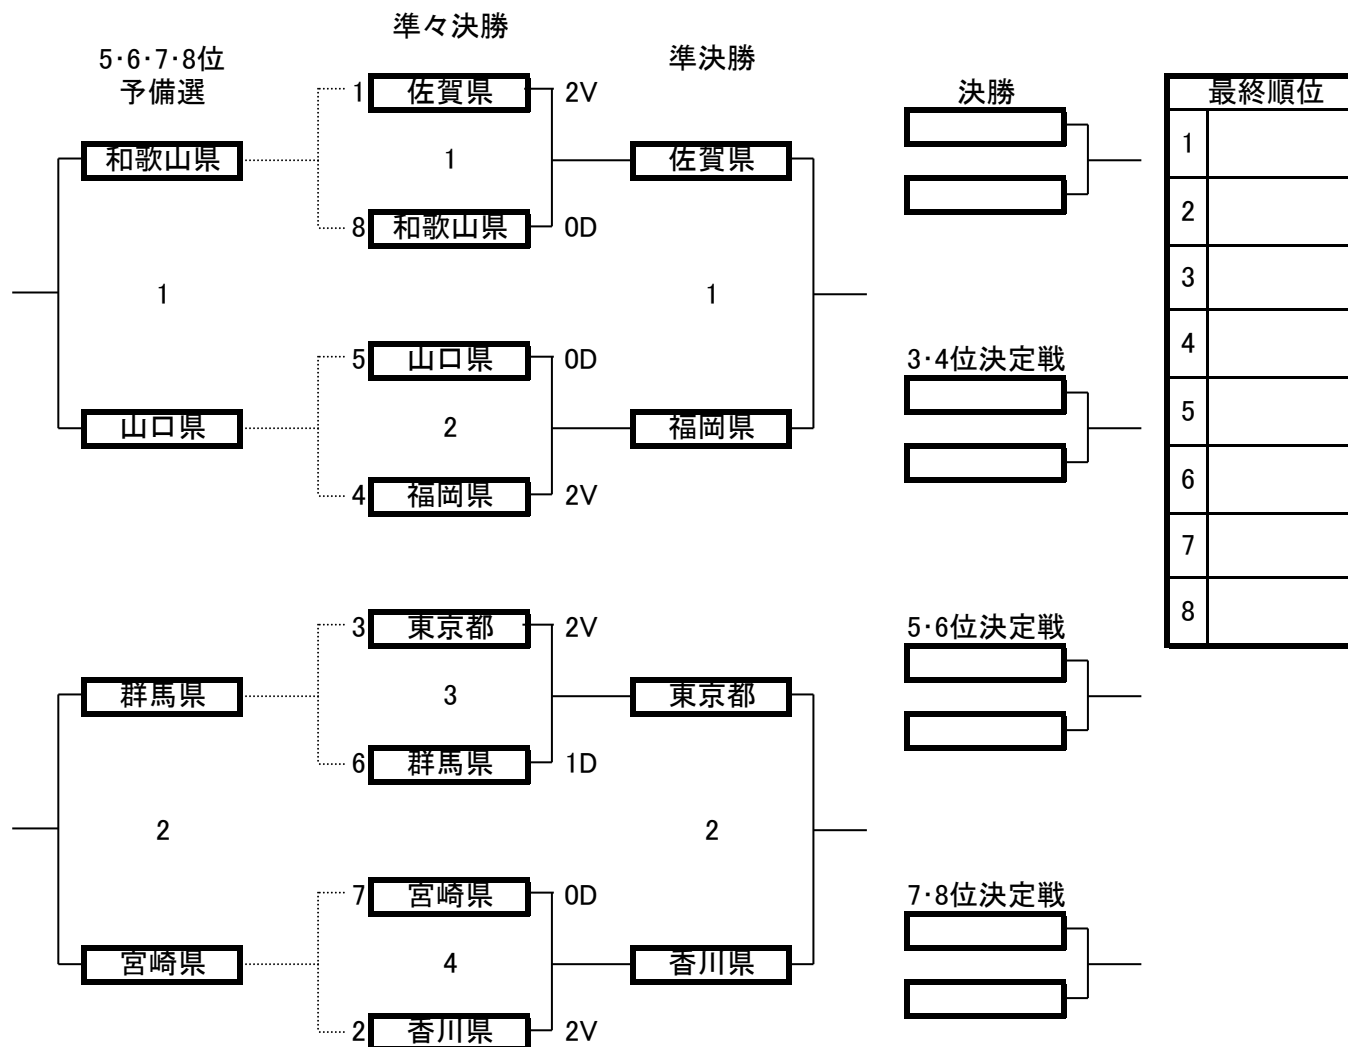 準々決勝
5･6･7･8位
予備選
準決勝
1 佐賀県 2V
決勝
最終順位
和歌山県
1
佐賀県
1
8 和歌山県 0D
2
1
1
3
5 山口県 0D
3･4位決定戦
4
山口県
2
福岡県
5
4 福岡県 2V
6
7
3 東京都 2V
5･6位決定戦
8
群馬県
3
東京都
6 群馬県 1D
2
2
7 宮崎県 0D
7･8位決定戦
宮崎県
4
香川県
2 香川県 2V